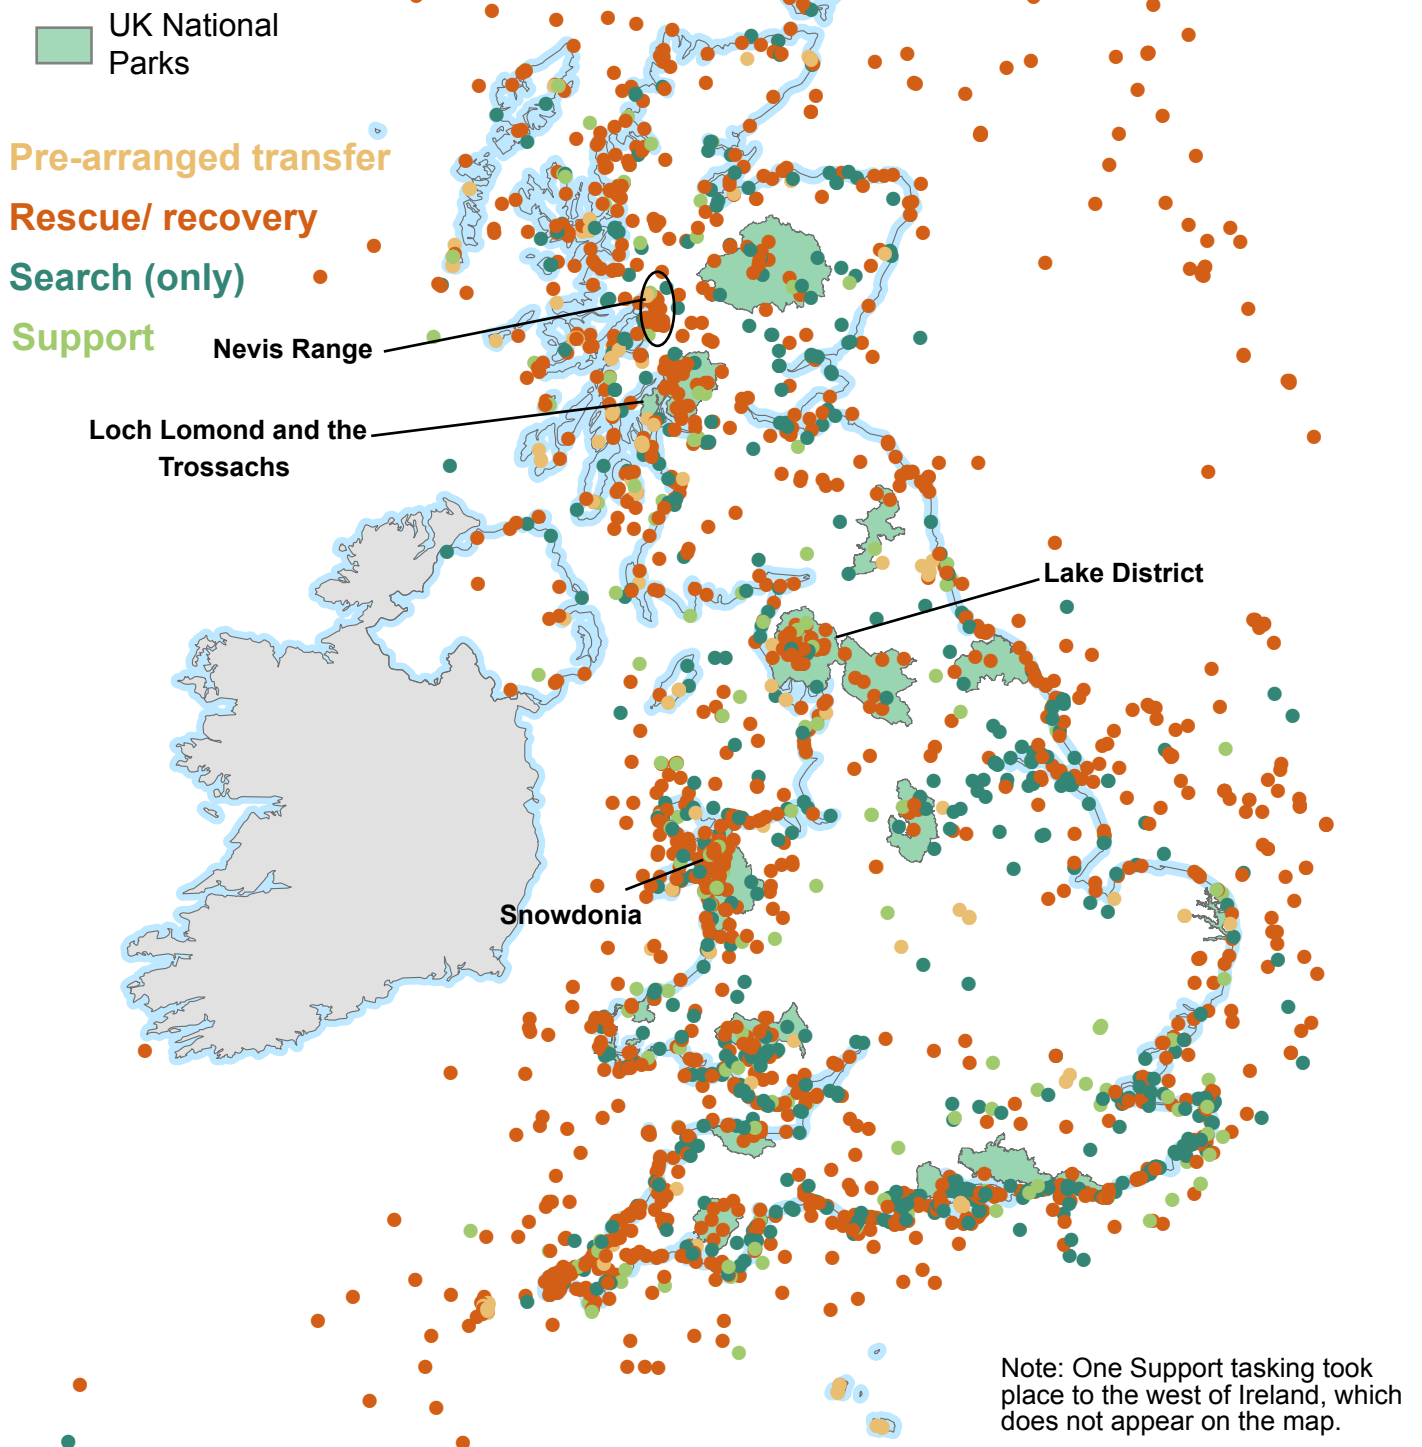 UK National
Parks
Pre-arranged transfer
Rescue/ recovery
Search (only)
Support
Nevis Range
Loch Lomond and the
Trossachs
Lake District
Snowdonia
Note: One Support tasking took
place to the west of Ireland, which
does not appear on the map.